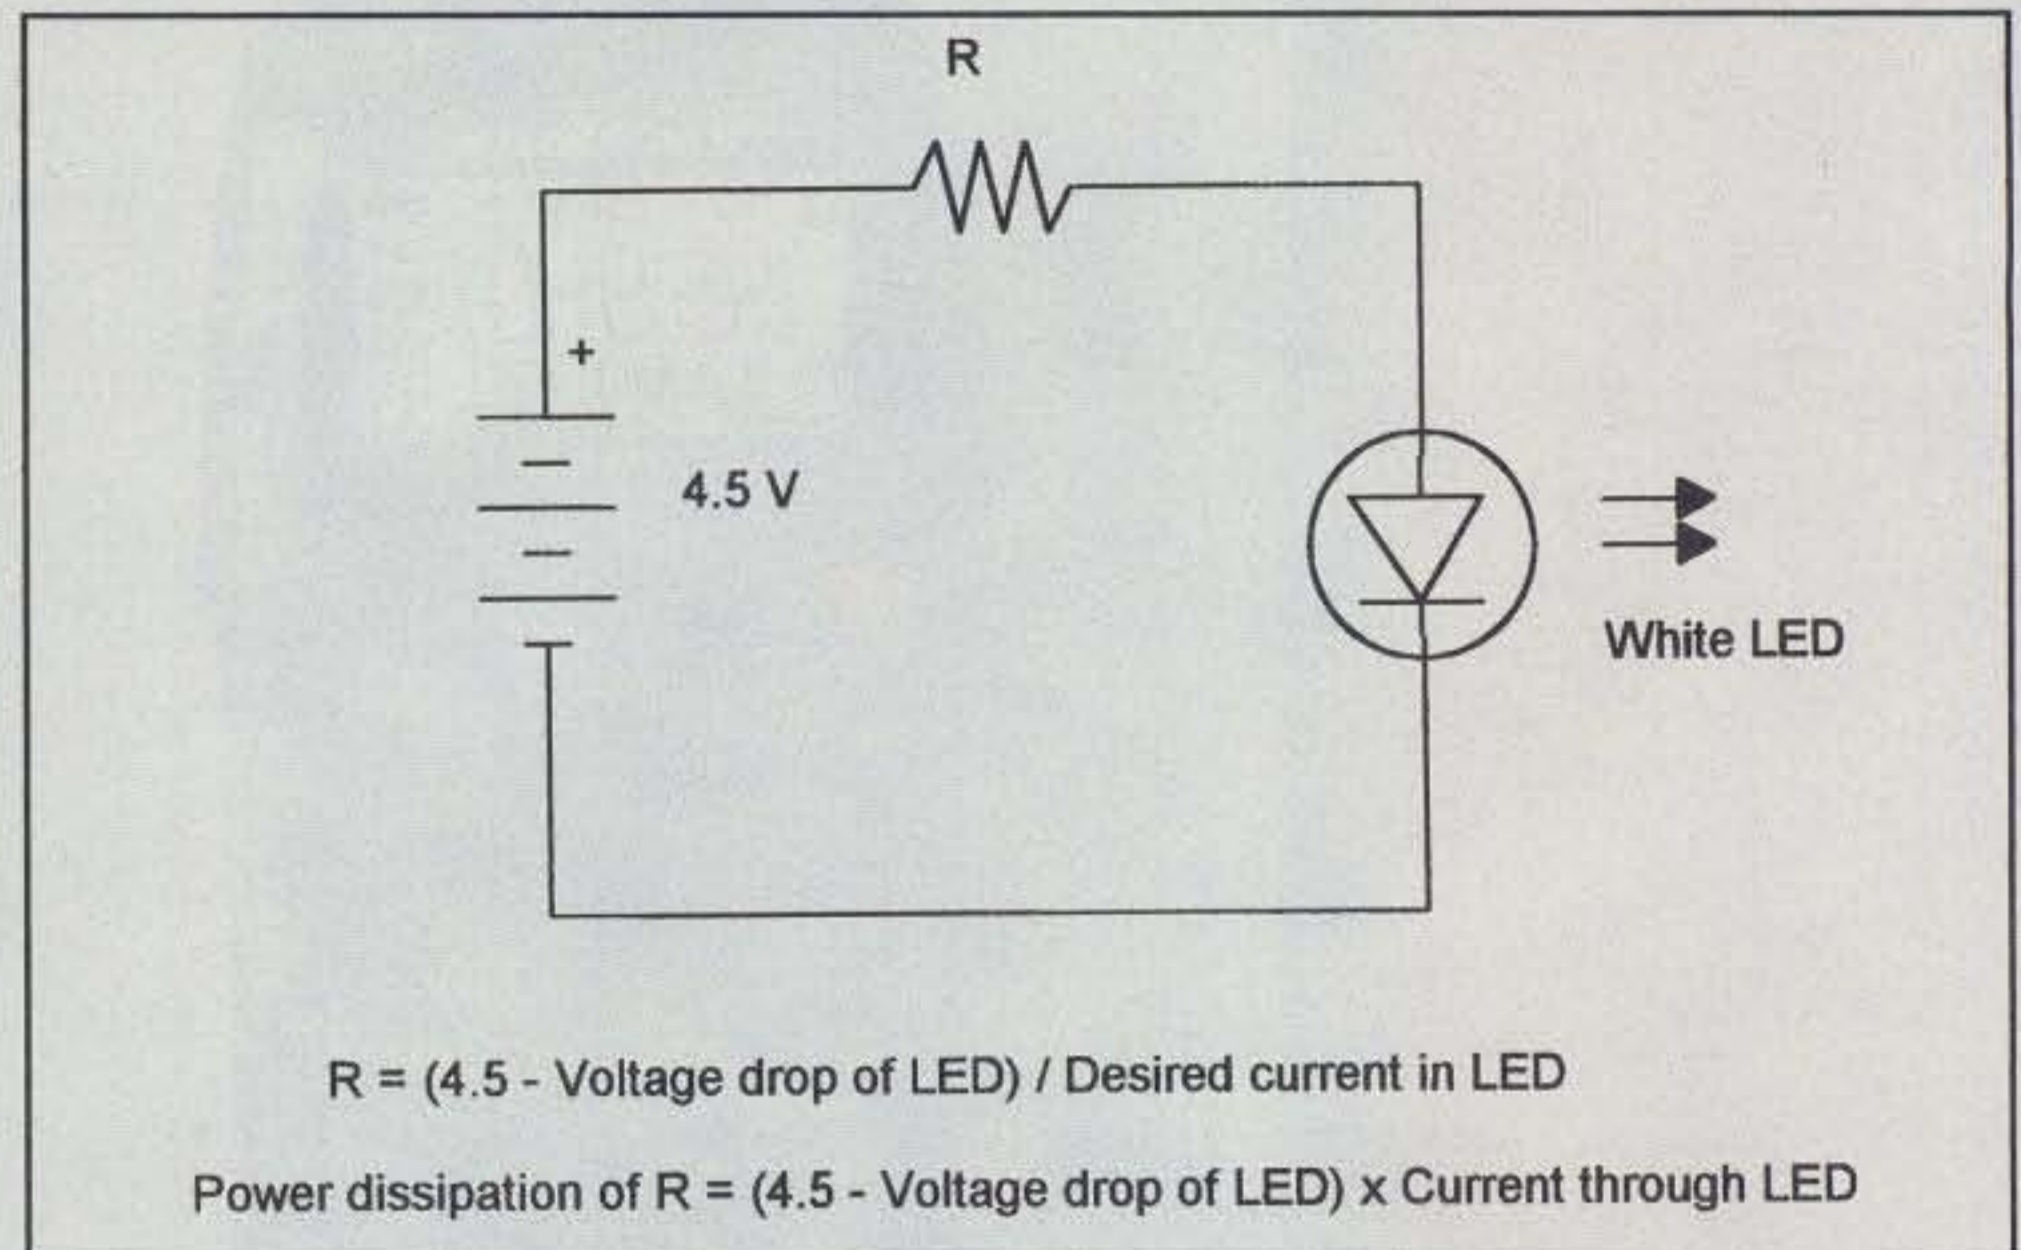 R
+
4.5 V
White LED
R = (4.5 - Voltage drop of LED) / Desired current in LED
Power dissipation of R = (4.5 - Voltage drop of LED) x Current through LED